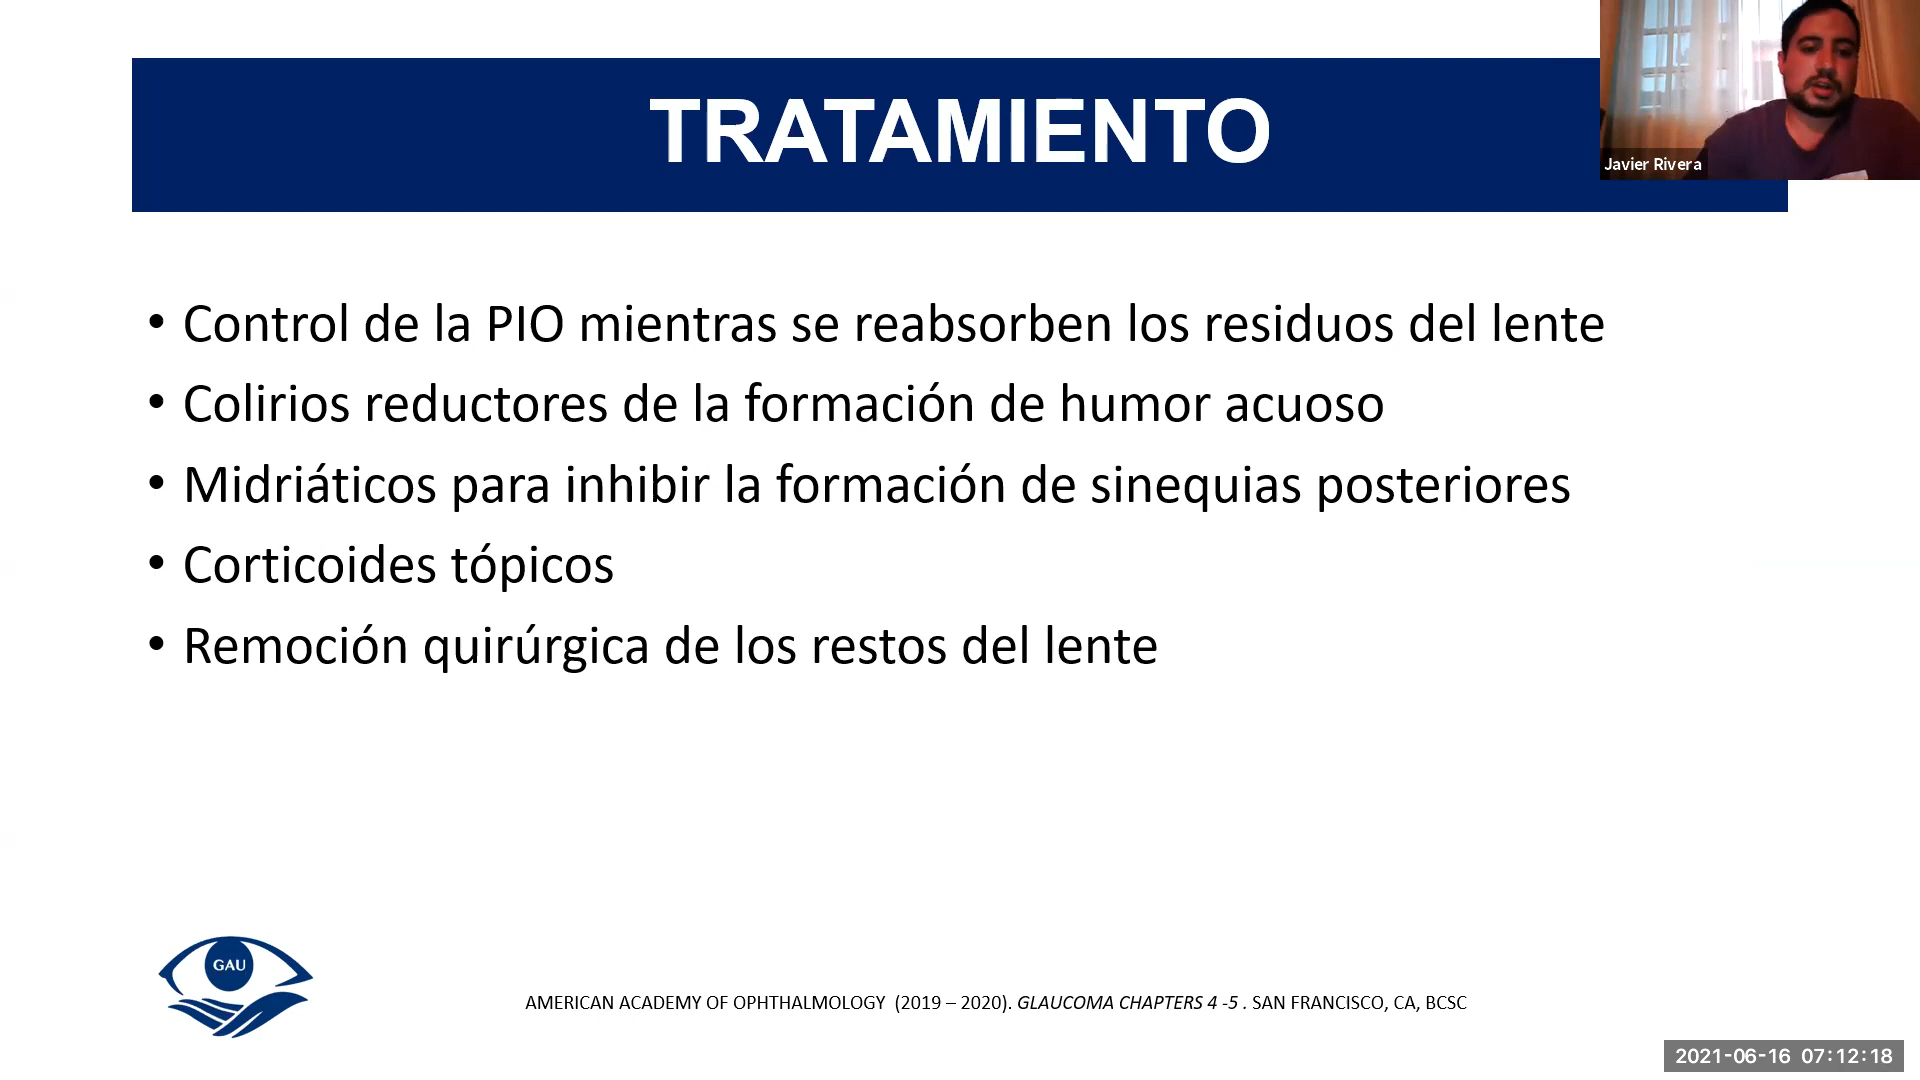 TRATAMIENTO
Javier Rivera
• Control de la PIO mientras se reabsorben los residuos del lente
• Colirios reductores de la formación de humor acuoso
• Midriáticos para inhibir la formación de sinequias posteriores
• Corticoides tópicos
• Remoción quirúrgica de los restos del lente
GAU
AMERICAN ACADEMY OF OPHTHALMOLOGY (2019 – 2020). GLAUCOMA CHAPTERS 4 -5 . SAN FRANCISCO, CA, BCSC
2021-06-16 07:12:18